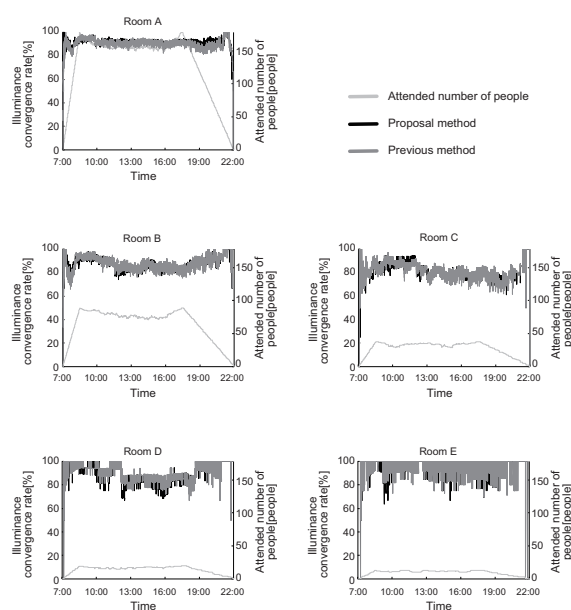 Room A
Illuminance
convergence rate[%]
100
80
60
40
20
0
150
100
50
0
Attended number of
people[people]
7:00 10:00 13:00 16:00 19:00 22:00
Time
Attended number of people
Proposal method
Previous method
Room B
Illuminance
convergence rate[%]
100
80
60
40
20
0
150
100
50
0
Attended number of
people[people]
7:00 10:00 13:00 16:00 19:00 22:00
Time
Room C
Illuminance
convergence rate[%]
100
80
60
40
20
0
150
100
50
0
Attended number of
people[people]
7:00 10:00 13:00 16:00 19:00 22:00
Time
Room D
Illuminance
convergence rate[%]
100
80
60
40
20
0
150
100
50
0
Attended number of
people[people]
7:00 10:00 13:00 16:00 19:00 22:00
Time
Room E
Illuminance
convergence rate[%]
100
80
60
40
20
0
150
100
50
0
Attended number of
people[people]
7:00 10:00 13:00 16:00 19:00 22:00
Time